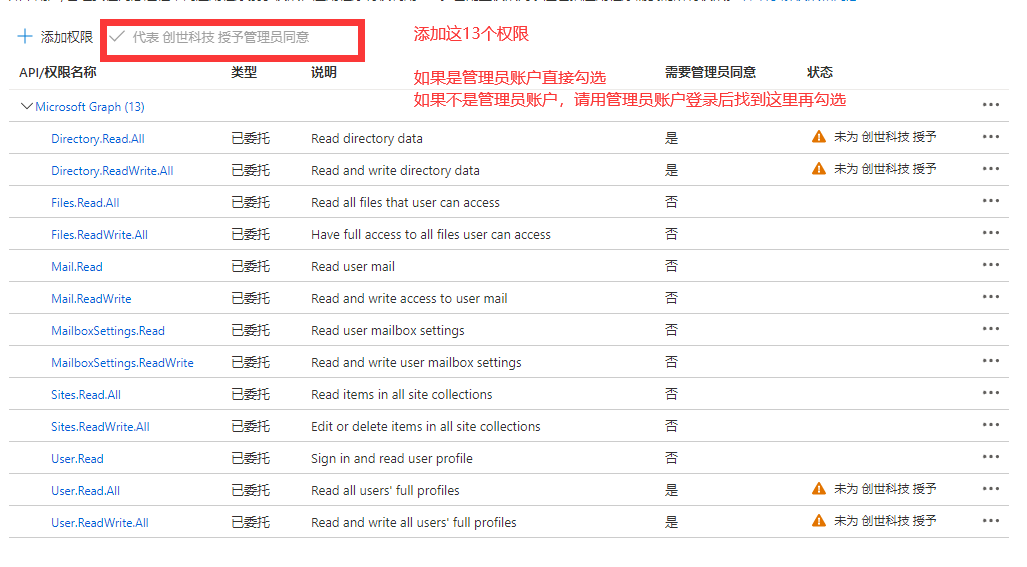 添加权限 代表 创世科技 授予管理员同意 添加这13个权限
API/权限名称 类型 说明 需要管理员同意 状态
如果是管理员账户直接勾选
如果不是管理员账户，请用管理员账户登录后找到这里再勾选
Microsoft Graph (13)
Directory.Read.All 已委托 Read directory data 是 未为 创世科技 授予
Directory.ReadWrite.All 已委托 Read and write directory data 是 未为 创世科技 授予
Files.Read.All 已委托 Read all files that user can access 否
Files.ReadWrite.All 已委托 Have full access to all files user can access 否
Mail.Read 已委托 Read user mail 否
Mail.ReadWrite 已委托 Read and write access to user mail 否
MailboxSettings.Read 已委托 Read user mailbox settings 否
MailboxSettings.ReadWrite 已委托 Read and write user mailbox settings 否
Sites.Read.All 已委托 Read items in all site collections 否
Sites.ReadWrite.All 已委托 Edit or delete items in all site collections 否
User.Read 已委托 Sign in and read user profile 否
User.Read.All 已委托 Read all users' full profiles 是 未为 创世科技 授予
User.ReadWrite.All 已委托 Read and write all users' full profiles 是 未为 创世科技 授予